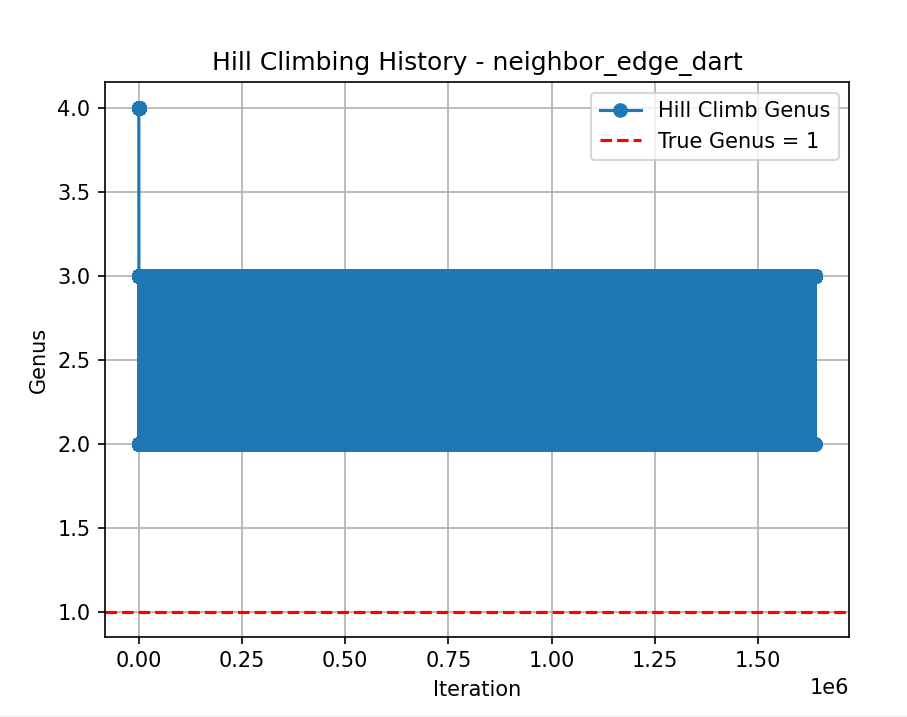 Hill Climbing History - neighbor_edge_dart
Hill Climb Genus
True Genus = 1
Genus
4.0
3.5
3.0
2.5
2.0
1.5
1.0
0.00 0.25 0.50 0.75 1.00 1.25 1.50
1e6
Iteration